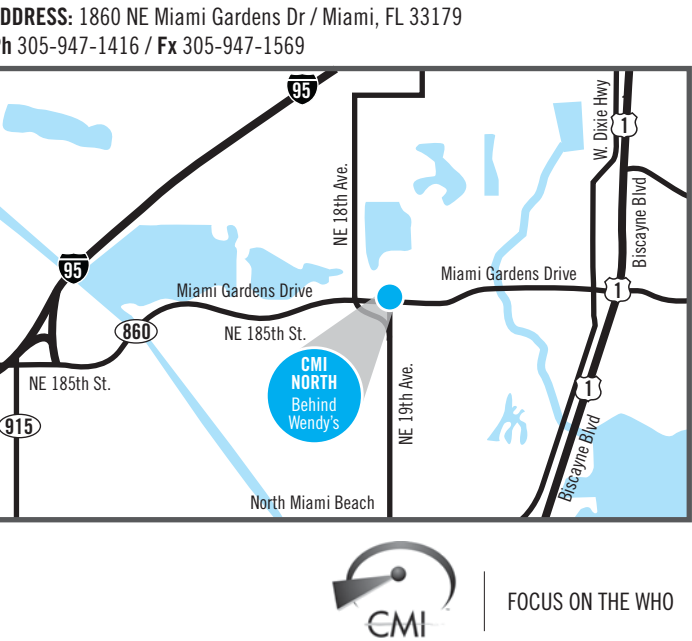 DDRESS: 1860 NE Miami Gardens Dr / Miami, FL 33179
h 305-947-1416 / Fx 305-947-1569
95
W. Dixie Hwy
1
NE 18th Ave.
Biscayne Blvd
95
Miami Gardens Drive
Miami Gardens Drive
1
860
NE 185th St.
CMI
NORTH
Behind
Wendy's
NE 185th St.
NE 19th Ave.
1
915
Biscayne Blvd
North Miami Beach
CMI
FOCUS ON THE WHO